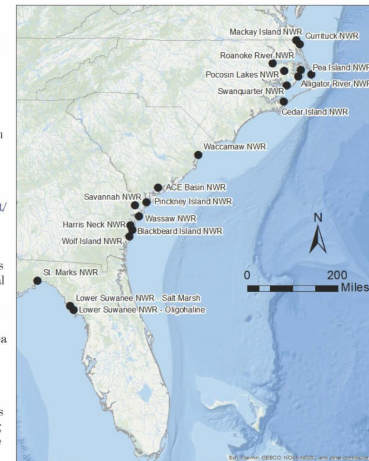 Mackay Island NWR
Currituck NWR
Roanoke River NWR
Pea Island NWR
Pocosin Lakes NWR
Alligator River NWR
Swanquarter NWR
Cedar Island NWR
Waccamaw NWR
ACE Basin NWR
Savannah NWR
Pinckney Island NWR
Wassaw NWR
Harris Neck NWR
Blackbeard Island NWR
Wolf Island NWR
St. Marks NWR
Lower Suwanee NWR - Salt Marsh
Lower Suwanee NWR - Oligohaline
N
0 200
Miles